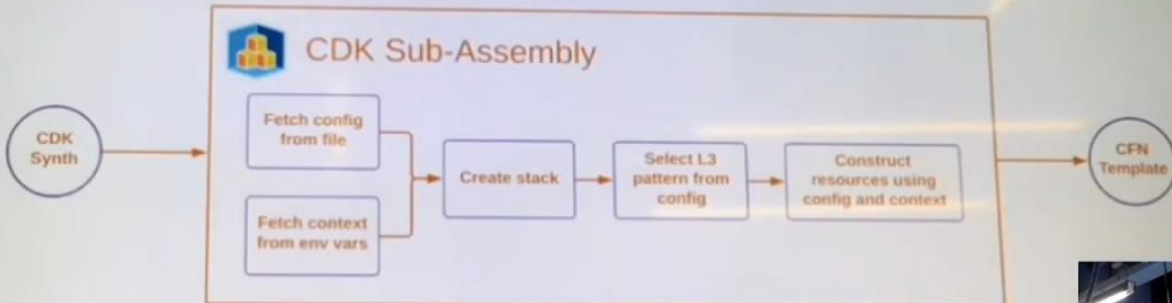 CDK Sub-Assembly
CDK
Synth
Fetch config
from file
Fetch context
from env vars
Create stack
Select L3
pattern from
config
Construct
resources using
config and context
CFN
Template